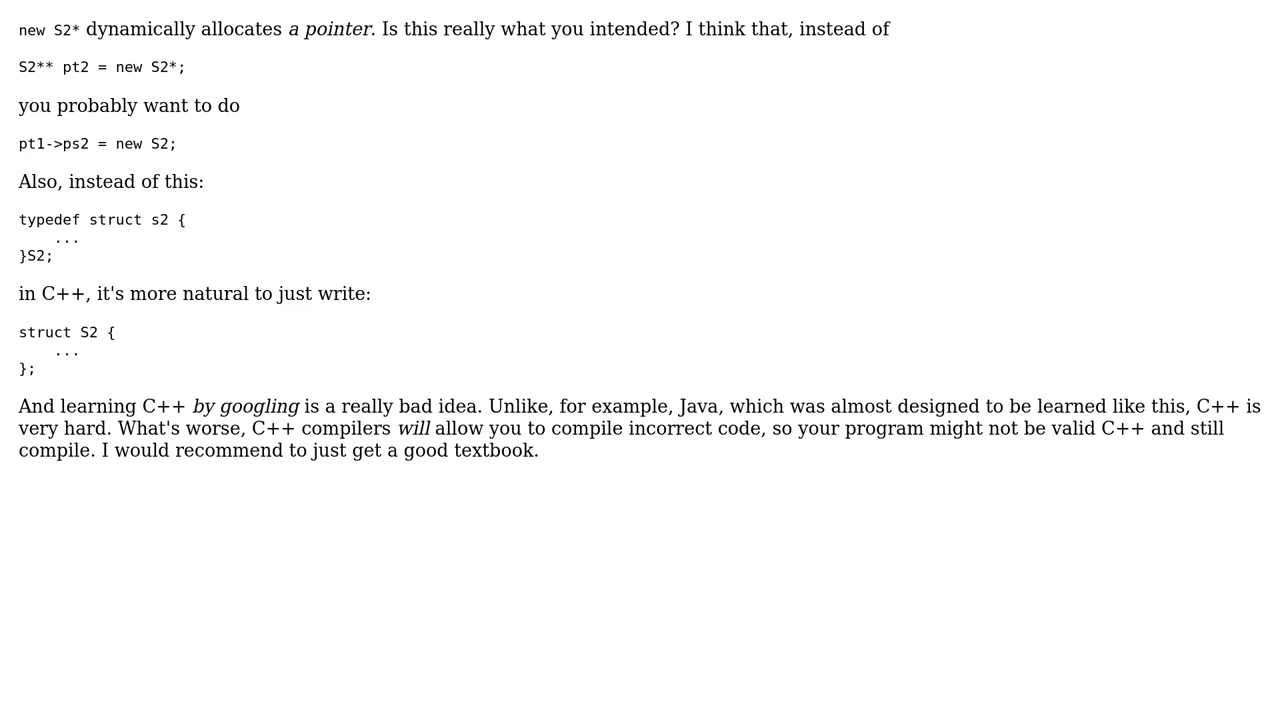 new S2* dynamically allocates a pointer. Is this really what you intended? I think that, instead of
S2** pt2 = new S2*;
you probably want to do
pt1->ps2 = new S2;
Also, instead of this:
typedef struct s2 {
    ...
}S2;
in C++, it's more natural to just write:
struct S2 {
    ...
};
And learning C++ by googling is a really bad idea. Unlike, for example, Java, which was almost designed to be learned like this, C++ is
very hard. What's worse, C++ compilers will allow you to compile incorrect code, so your program might not be valid C++ and still
compile. I would recommend to just get a good textbook.